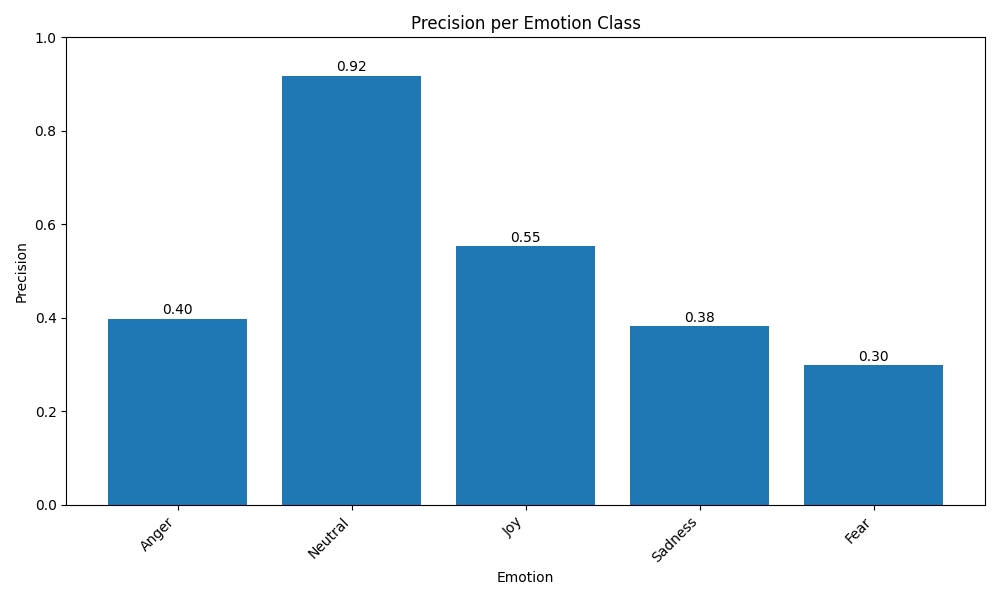 Precision per Emotion Class
1.0
0.8
0.6
0.4
0.2
0.0
Precision
0.40
0.92
0.55
0.38
0.30
Anger
Neutral
Joy
Sadness
Fear
Emotion